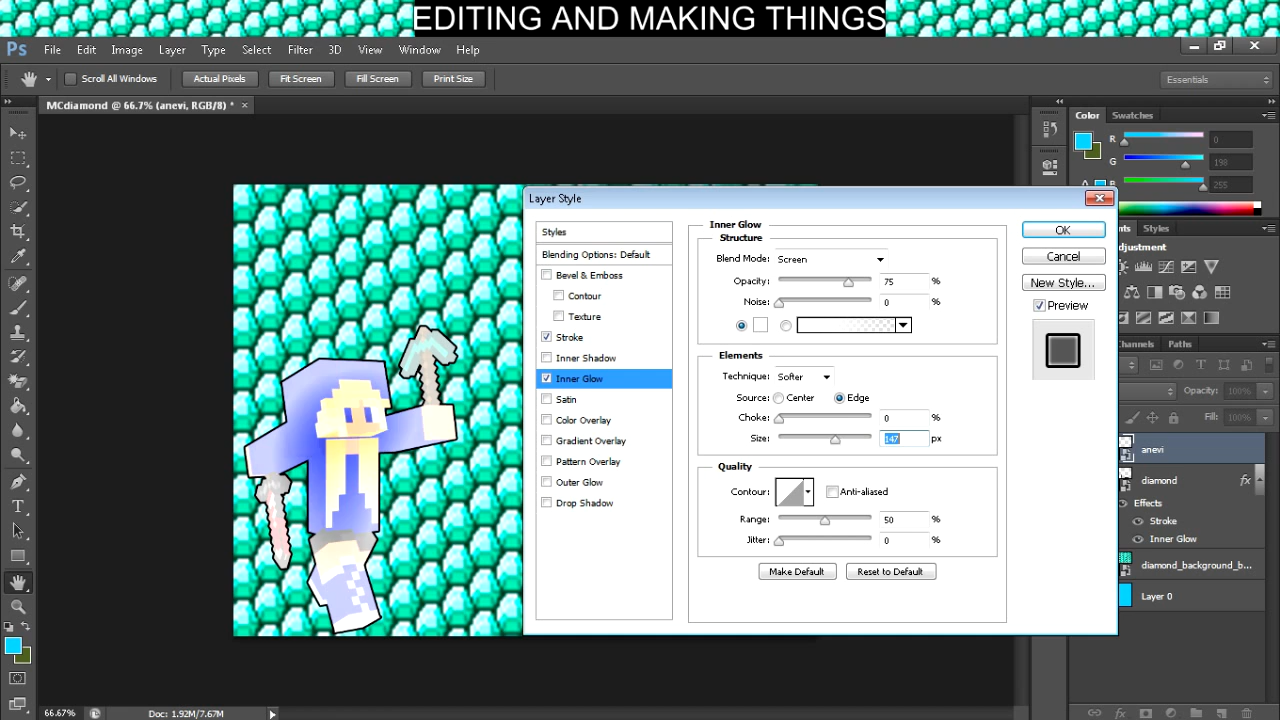 EDITING AND MAKING THINGS
Ps File Edit Image Layer Type Select Filter 3D View Window Help
Scroll All Windows Actual Pixels Fit Screen Fill Screen Print Size Essentials
MCdiamond @ 66.7% (anevi, RGB/8) * ×
Color Swatches
R 0
G 198
255
Styles
djustment
hannels Paths
Opacity: 100%
Fill: 100%
anevi
diamond fx
Effects
Stroke
Inner Glow
diamond_background_b...
Layer 0
Layer Style
Styles
Blending Options: Default
Bevel & Emboss
Contour
Texture
Stroke
Inner Shadow
Inner Glow
Satin
Color Overlay
Gradient Overlay
Pattern Overlay
Outer Glow
Drop Shadow
Inner Glow
Structure
Blend Mode: Screen
Opacity: 75 %
Noise: 0 %
Elements
Technique: Softer
Source: Center Edge
Choke: 0 %
Size: 147 px
Quality
Contour: Anti-aliased
Range: 50 %
Jitter: 0 %
Make Default Reset to Default
OK
Cancel
New Style...
Preview
66.67% Doc: 1.92M/7.67M
fx